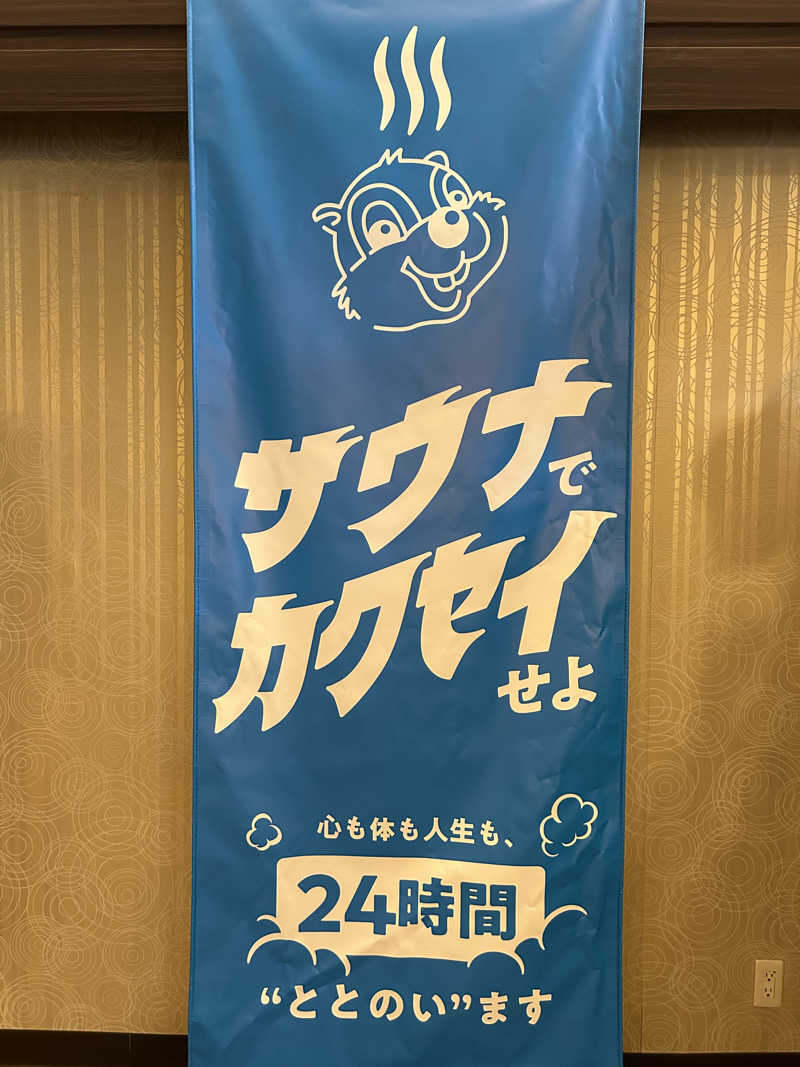 サウナで
カクセイせよ
心も体も人生も、
24時間
“ととのい”ます